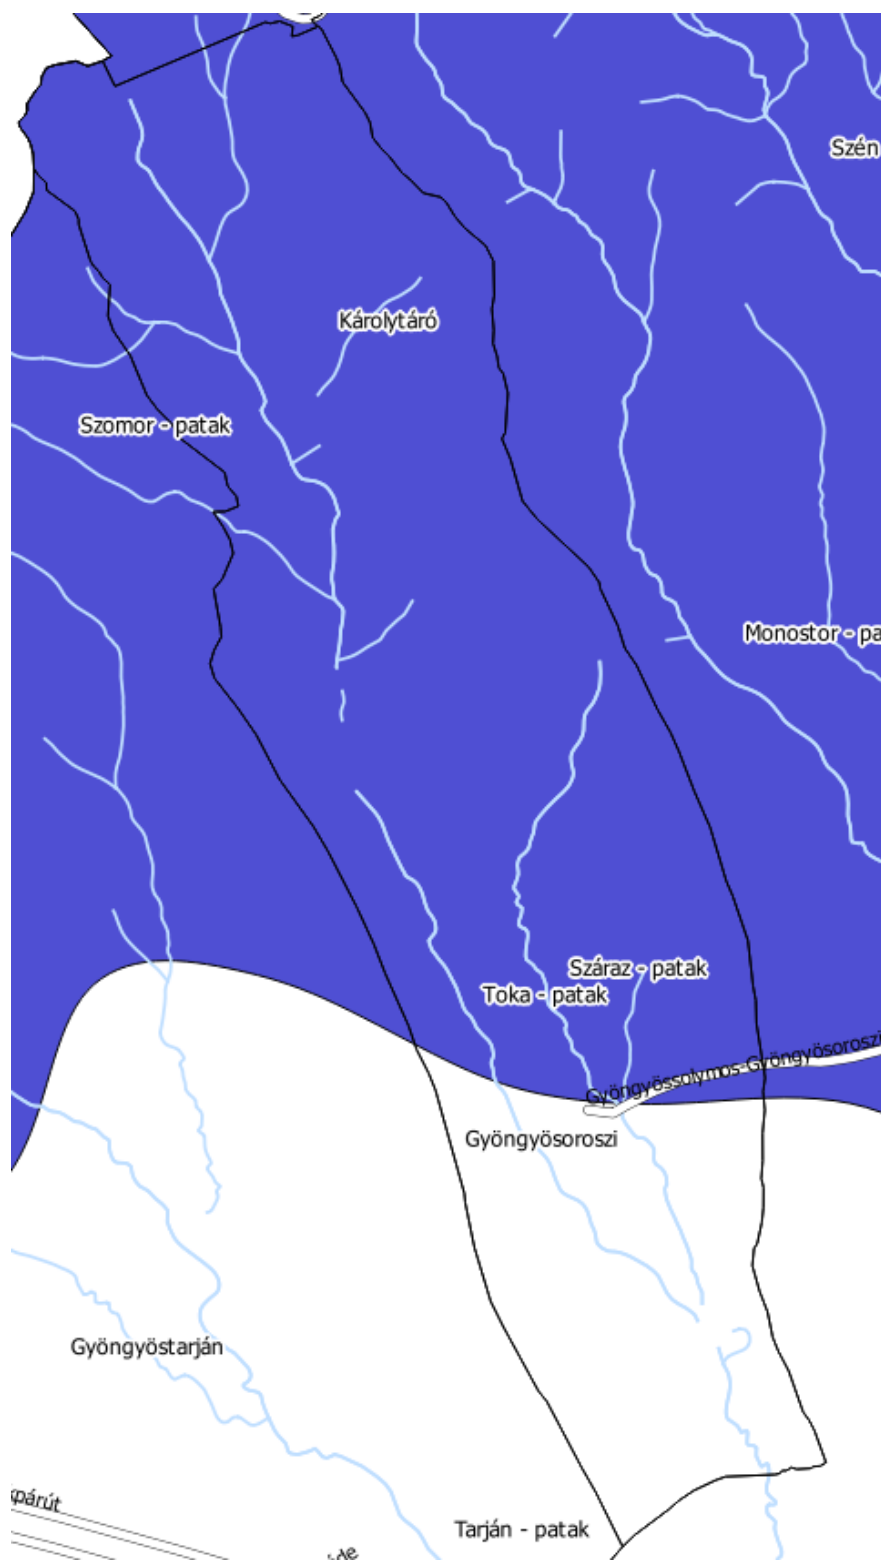 Szén
Károlytáró
Szomor - patak
Monostor - pa
Száraz - patak
Toka - patak
Gyöngyössolymos-Gyöngyösoroszi
Gyöngyösoroszi
Gyöngyöstarján
párút
Tarján - patak